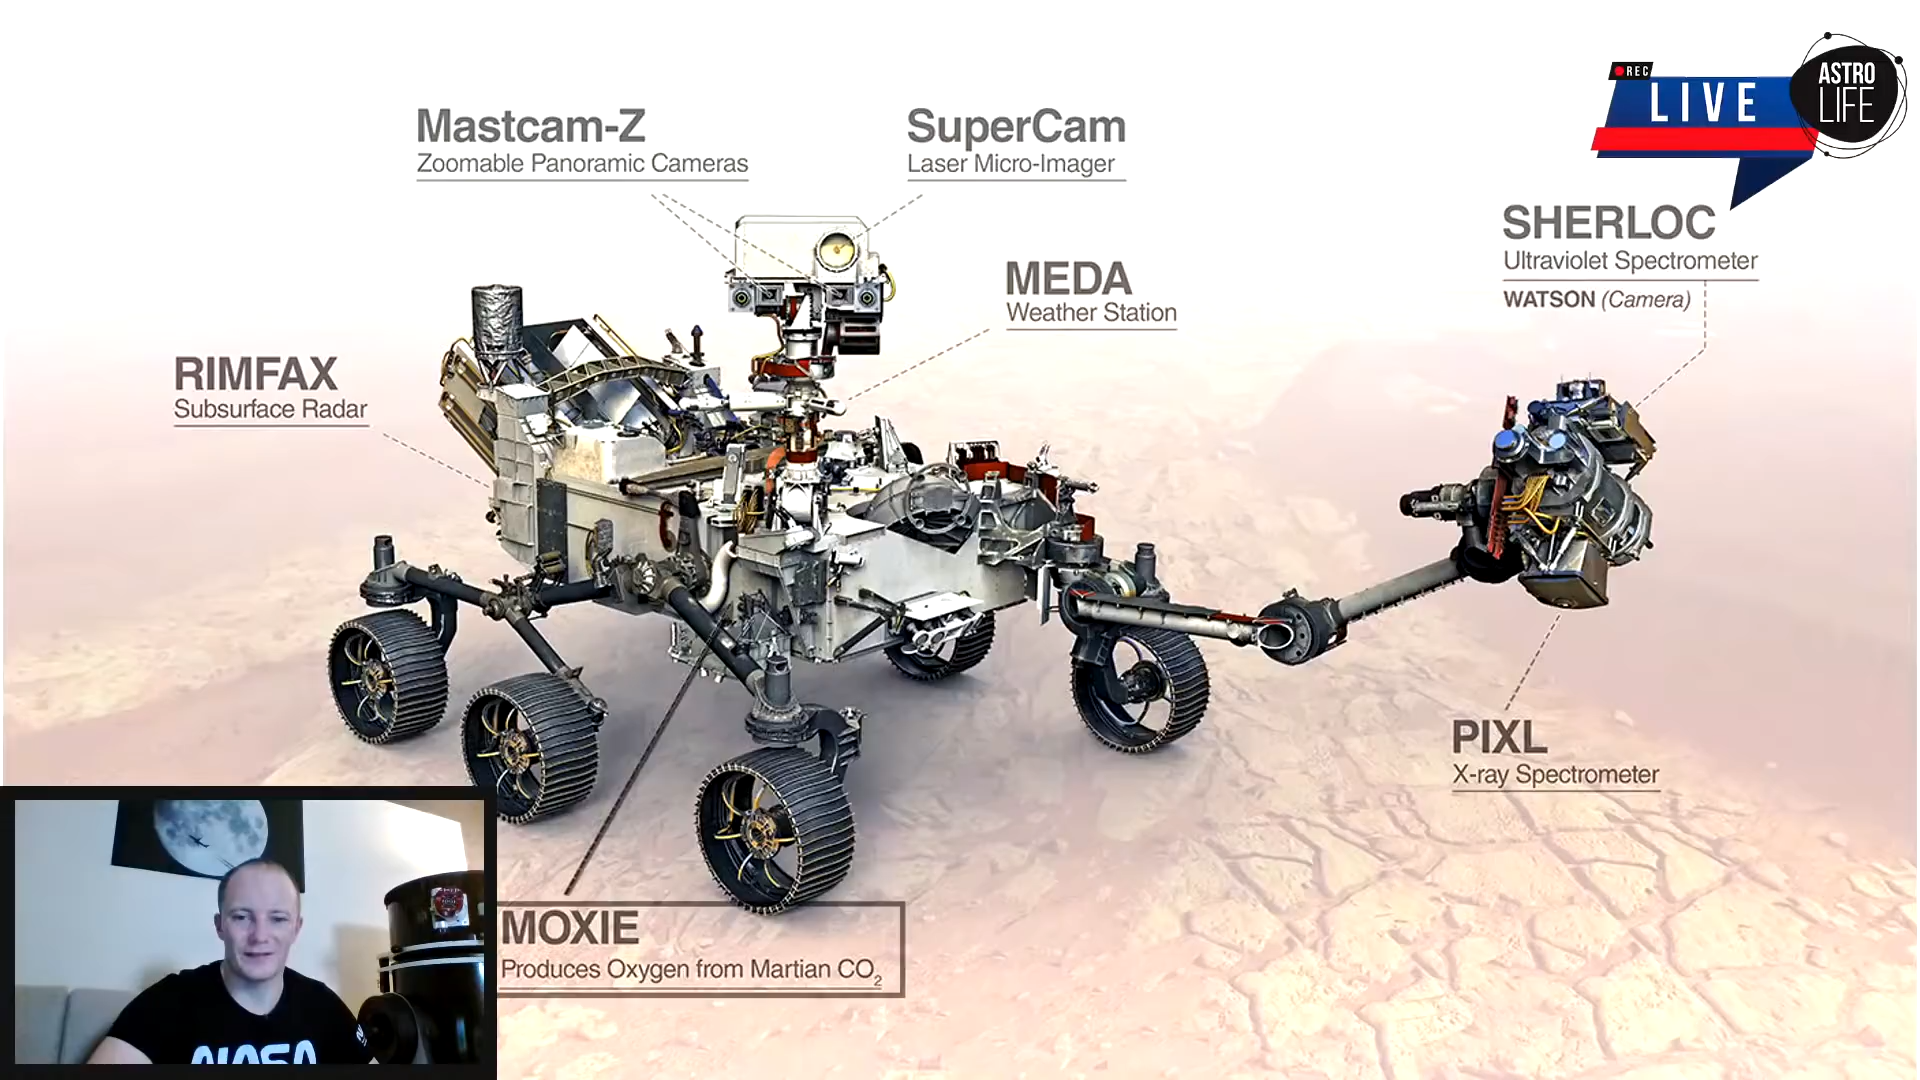 REC
LIVE
ASTRO
LIFE
Mastcam-Z
Zoomable Panoramic Cameras
SuperCam
Laser Micro-Imager
SHERLOC
Ultraviolet Spectrometer
WATSON (Camera)
MEDA
Weather Station
RIMFAX
Subsurface Radar
PIXL
X-ray Spectrometer
MOXIE
Produces Oxygen from Martian CO₂
NASA